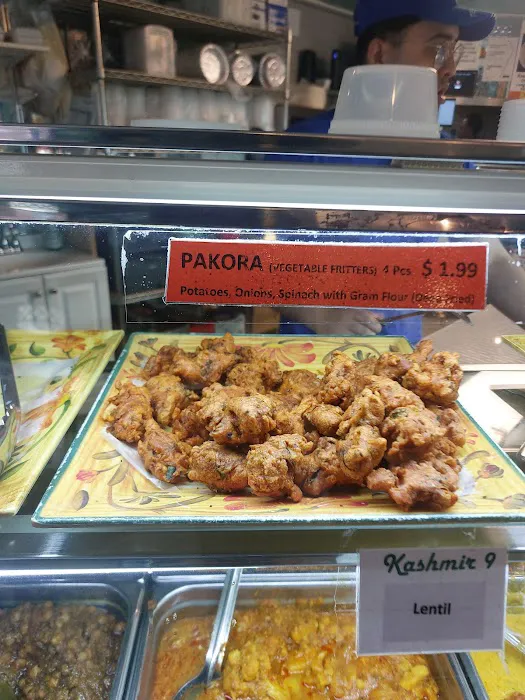 PAKORA (VEGETABLE FRITTERS) 4 Pcs $ 1.99
Potatoes, Onions, Spinach with Gram Flour
Kashmir 9
Lentil